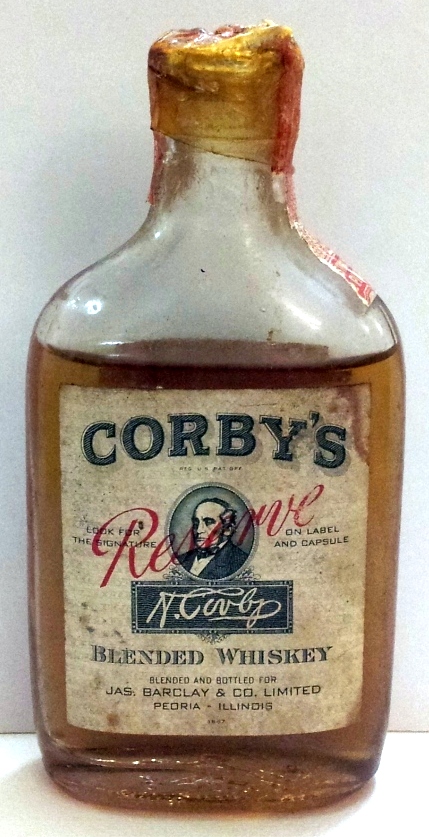 CORBY'S
REG. U.S. PAT. OFF.
Reserve
LOOK FOR
THE SIGNATURE
ON LABEL
AND CAPSULE
H. Corby
BLENDED WHISKEY
BLENDED AND BOTTLED FOR
JAS. BARCLAY & CO. LIMITED
PEORIA - ILLINOIS